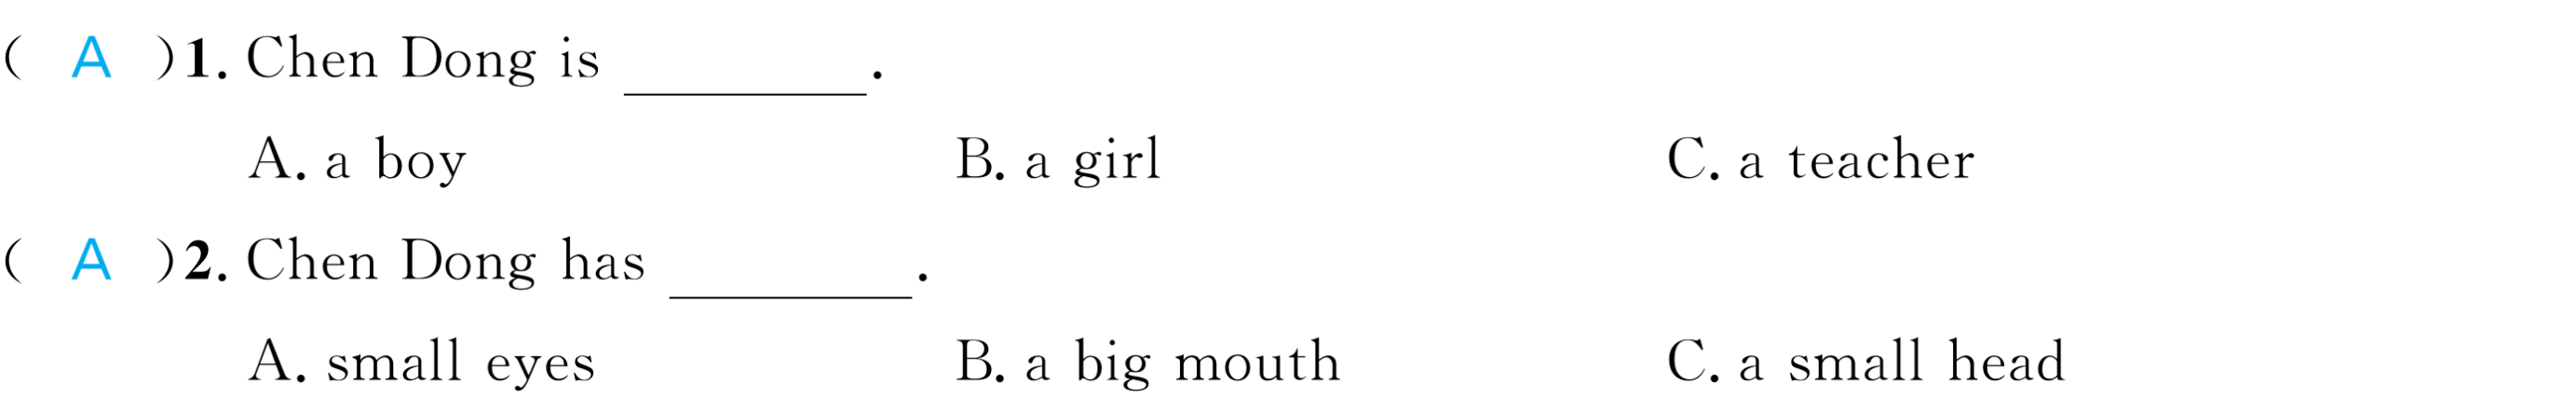 ( A )1. Chen Dong is ________.
A. a boy B. a girl C. a teacher
( A )2. Chen Dong has ________.
A. small eyes B. a big mouth C. a small head